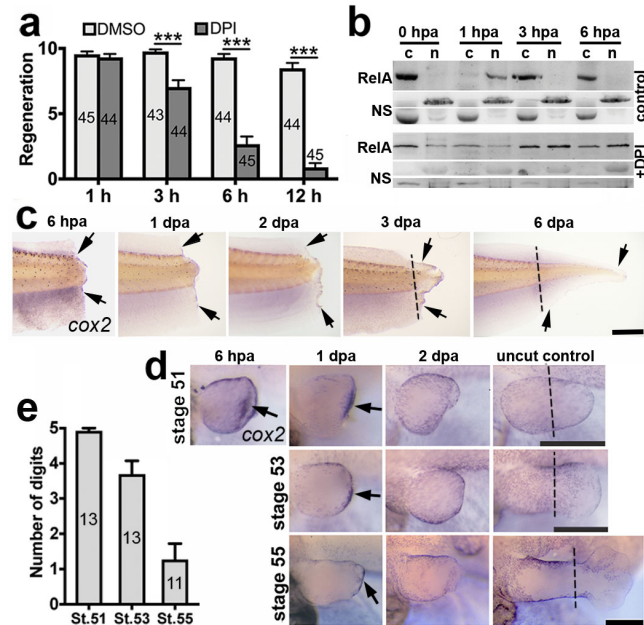 a
DMSO DPI
*** *** ***
Regeneration
10
5
0
45 44 43 44 44 45 44 45
1 h 3 h 6 h 12 h
b
0 hpa 1 hpa 3 hpa 6 hpa
c n c n c n c n
RelA
NS
control
RelA
NS
+DPI
c
6 hpa 1 dpa 2 dpa 3 dpa 6 dpa
cox2
d
6 hpa 1 dpa 2 dpa uncut control
stage 51
cox2
stage 53
stage 55
e
Number of digits
5
4
3
2
1
0
13 13 11
St.51 St.53 St.55